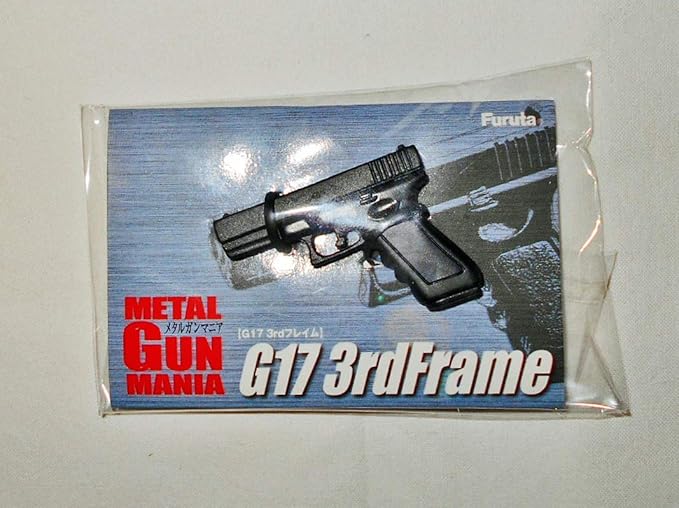 Furuta
METAL
メタルガンマニア
GUN
MANIA
【G17 3rdフレイム】
G17 3rdFrame